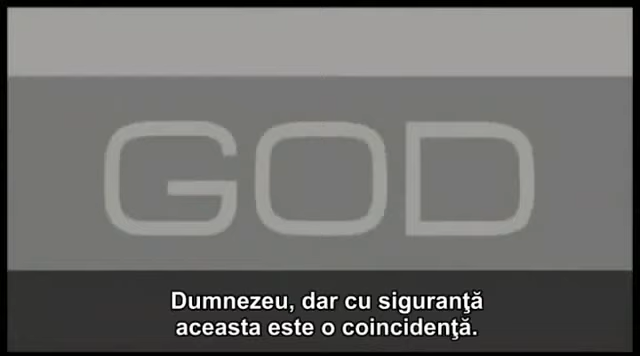 GOD
Dumnezeu, dar cu siguranţă
aceasta este o coincidenţă.